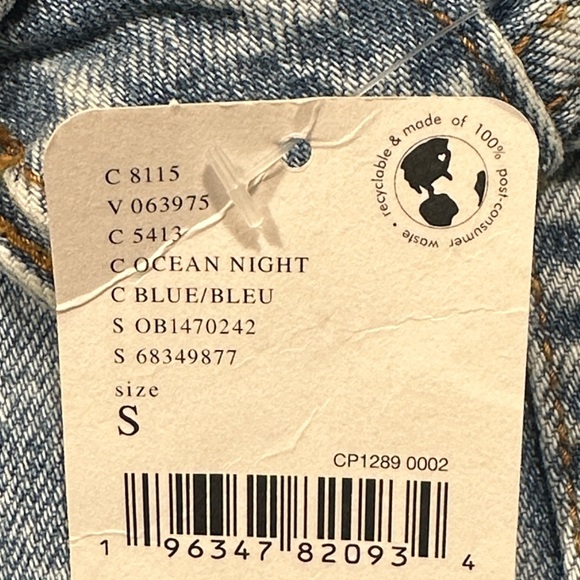 C 8115
V 063975
C 5413
C OCEAN NIGHT
C BLUE/BLEU
S OB1470242
S 68349877
size
S
CP1289 0002
1 96347 82093 4
• recyclable & made of 100% post-consumer waste